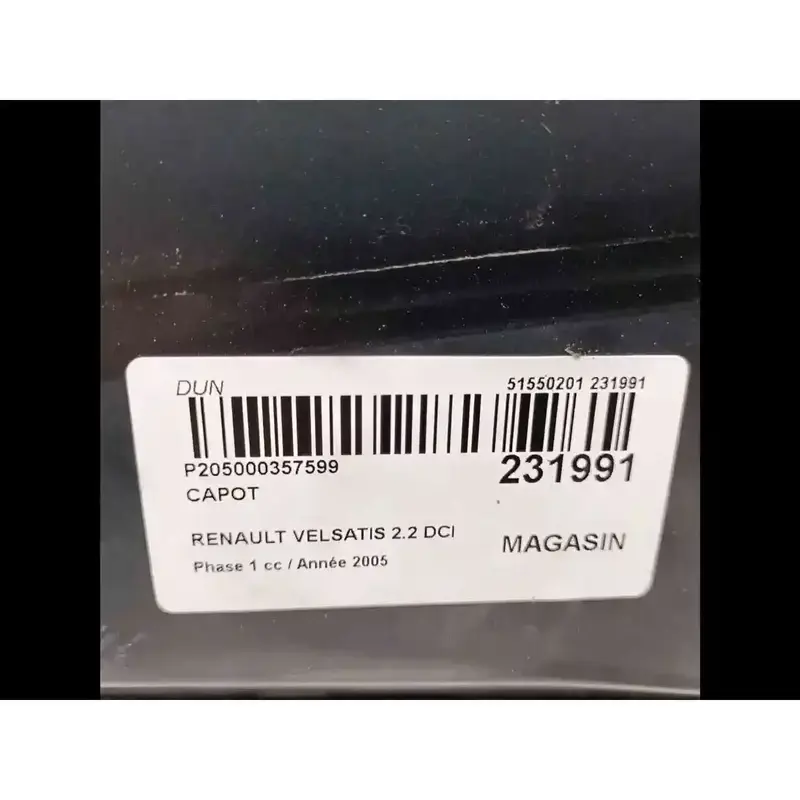 DUN 51550201 231991
P205000357599 231991
CAPOT
RENAULT VELSATIS 2.2 DCI MAGASIN
Phase 1 cc / Année 2005